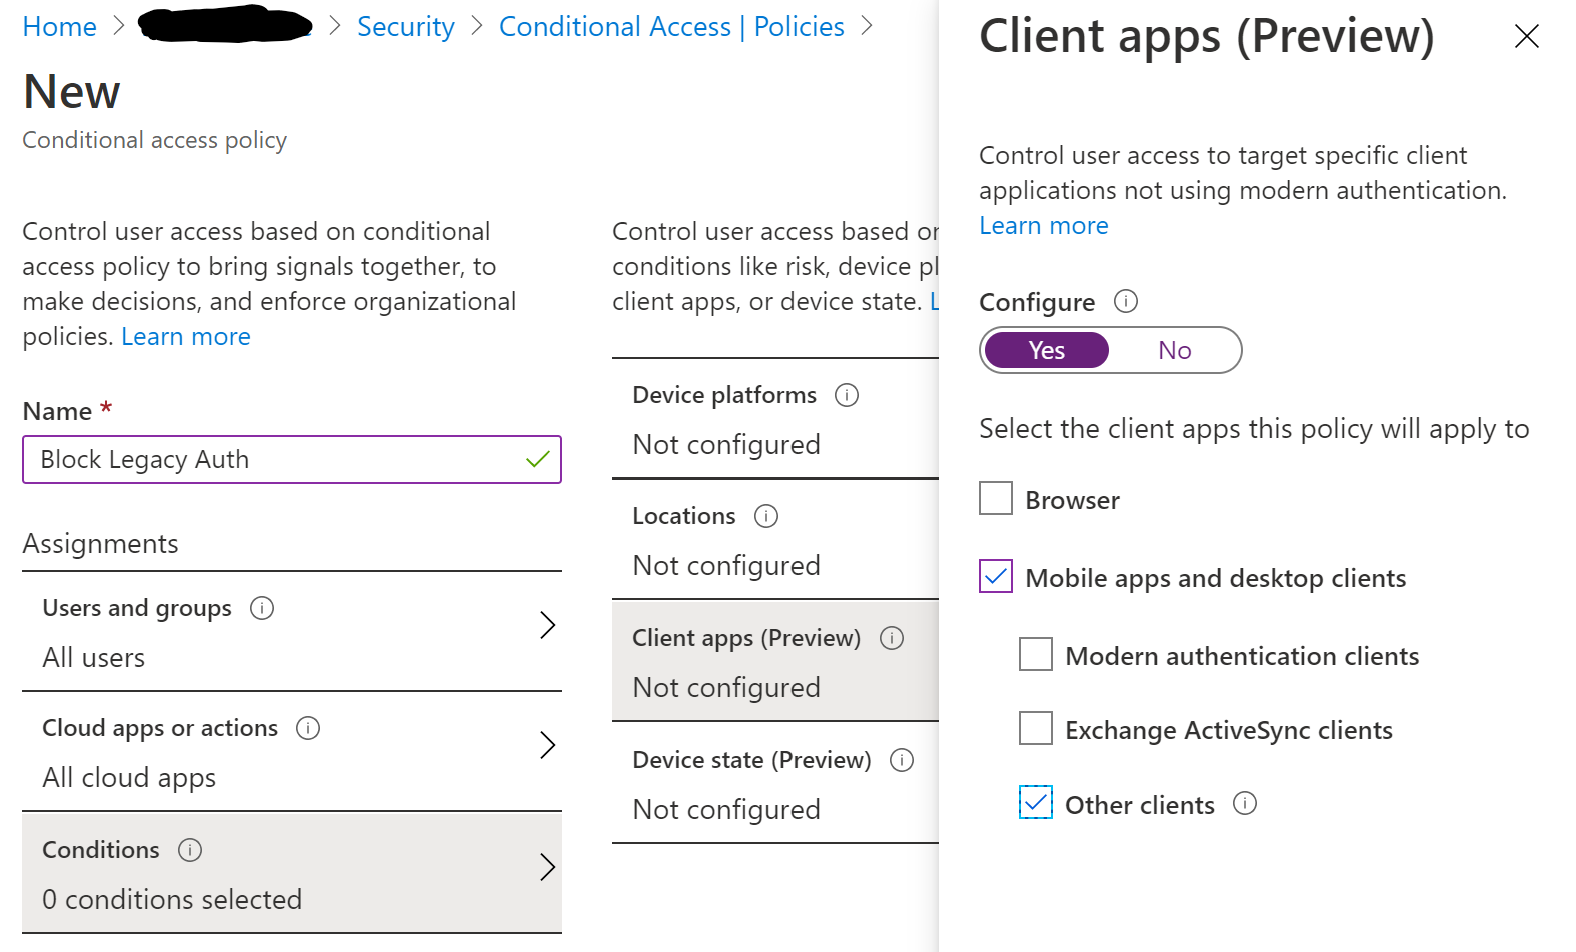 Home > > Security > Conditional Access | Policies >
New
Conditional access policy
Control user access based on conditional
access policy to bring signals together, to
make decisions, and enforce organizational
policies. Learn more
Name *
Block Legacy Auth
Assignments
Users and groups
All users
Cloud apps or actions
All cloud apps
Conditions
0 conditions selected
Control user access based or
conditions like risk, device pl
client apps, or device state. L
Device platforms
Not configured
Locations
Not configured
Client apps (Preview)
Not configured
Device state (Preview)
Not configured
Client apps (Preview)
Control user access to target specific client
applications not using modern authentication.
Learn more
Configure
Yes No
Select the client apps this policy will apply to
Browser
Mobile apps and desktop clients
Modern authentication clients
Exchange ActiveSync clients
Other clients